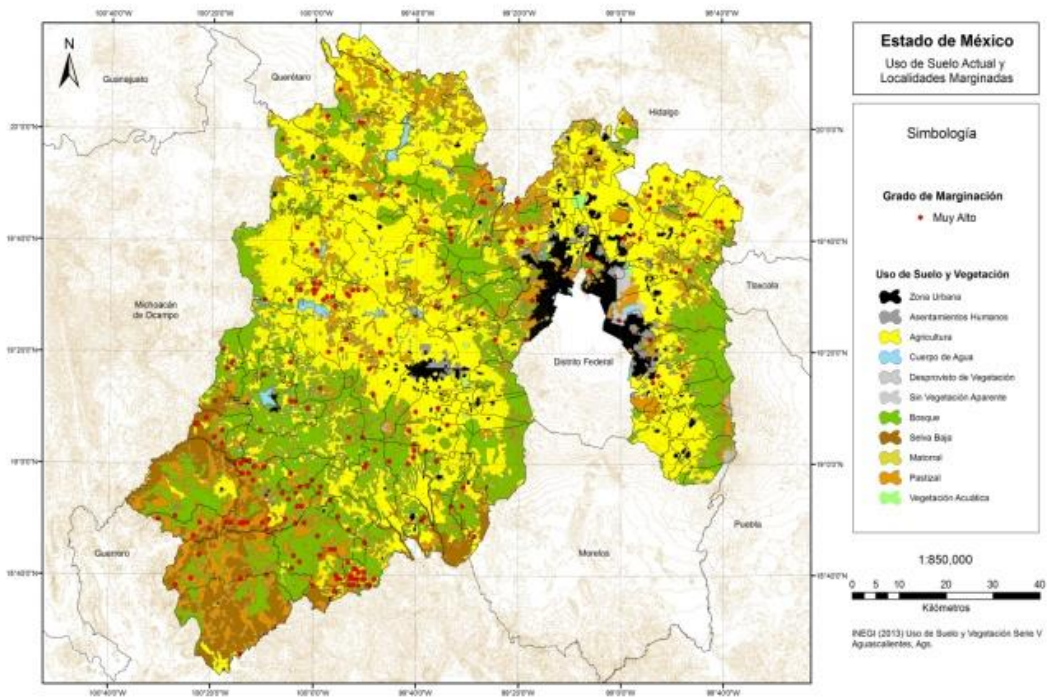 N
Guanajuato
Querétaro
Hidalgo
Tlaxcala
Michoacán
de Ocampo
Distrito Federal
Guerrero
Morelos
Puebla
Estado de México
Uso de Suelo Actual y
Localidades Marginadas
Simbología
Grado de Marginación
Muy Alto
Uso de Suelo y Vegetación
Zona Urbana
Asentamientos Humanos
Agricultura
Cuerpo de Agua
Desprovisto de Vegetación
Sin Vegetación Aparente
Bosque
Selva Baja
Matorral
Pastizal
Vegetación Acuática
1:850,000
0 5 10 20 30 40
Kilómetros
INEGI (2013) Uso de Suelo y Vegetación Serie V
Aguascalientes, Ags.